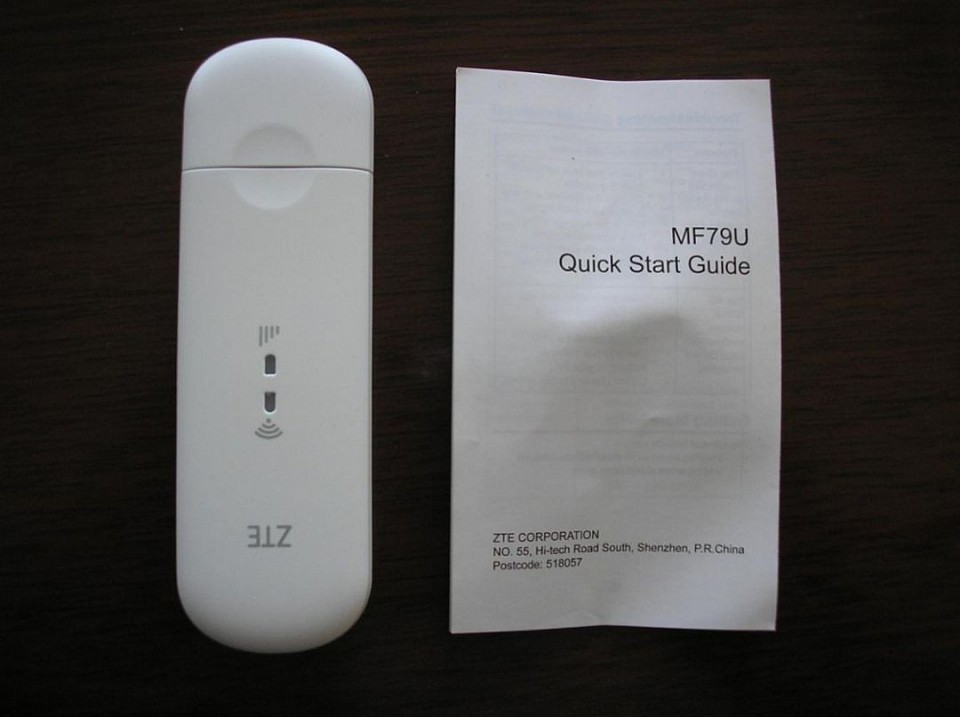 ZTE
MF79U
Quick Start Guide
ZTE CORPORATION
NO. 55, Hi-tech Road South, Shenzhen, P.R.China
Postcode: 518057